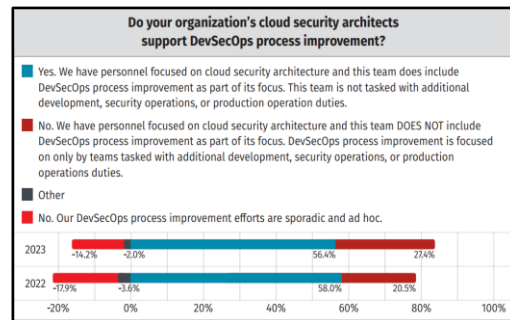 Do your organization's cloud security architects
support DevSecOps process improvement?
Yes. We have personnel focused on cloud security architecture and this team does include
DevSecOps process improvement as part of its focus. This team is not tasked with additional
development, security operations, or production operation duties.
No. We have personnel focused on cloud security architecture and this team DOES NOT include
DevSecOps process improvement as part of its focus. DevSecOps process improvement is focused
on only by teams tasked with additional development, security operations, or production
operations duties.
Other
No. Our DevSecOps process improvement efforts are sporadic and ad hoc.
2023
–14.2% –2.0% 56.4% 27.4%
2022
–17.9% –3.6% 58.0% 20.5%
-20% 0% 20% 40% 60% 80% 100%